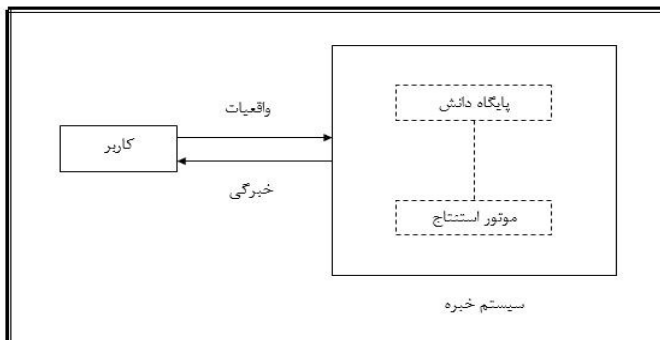 پایگاه دانش
واقعیات
کاربر
خبرگی
موتور استنتاج
سیستم خبره